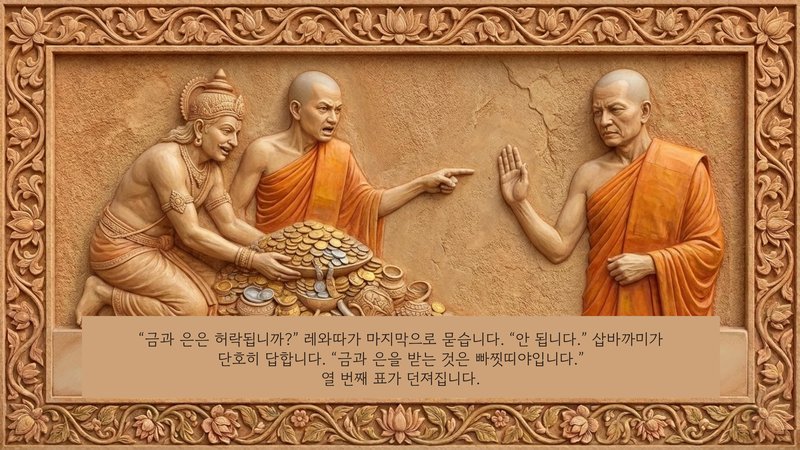 “금과 은은 허락됩니까?” 레와따가 마지막으로 묻습니다. “안 됩니다.” 삽바까미가
단호히 답합니다. “금과 은을 받는 것은 빠찟띠야입니다.”
열 번째 표가 던져집니다.